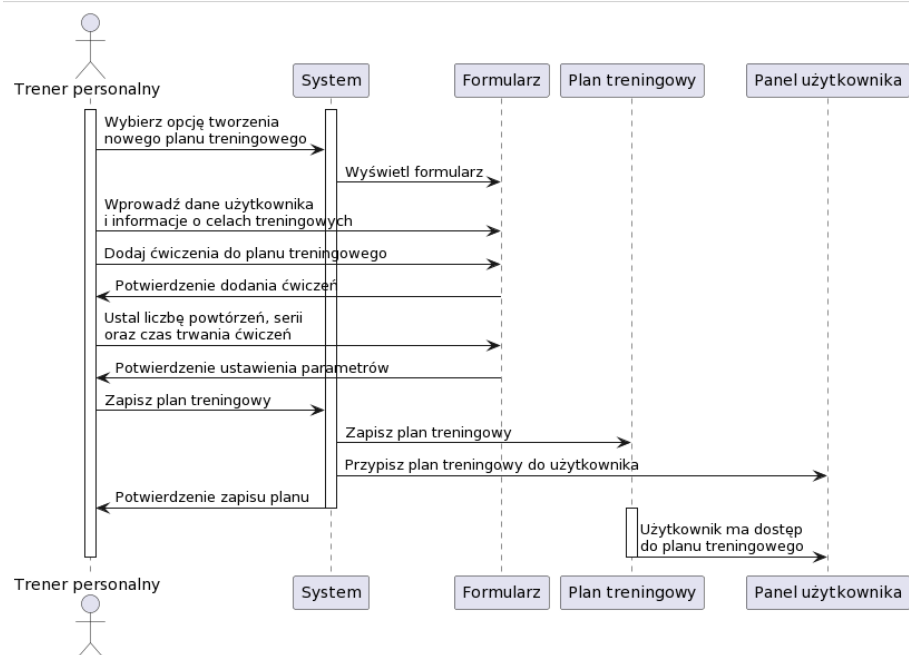 Trener personalny
System
Formularz
Plan treningowy
Panel użytkownika
Wybierz opcję tworzenia
nowego planu treningowego
Wyświetl formularz
Wprowadź dane użytkownika
i informacje o celach treningowych
Dodaj ćwiczenia do planu treningowego
Potwierdzenie dodania ćwiczeń
Ustal liczbę powtórzeń, serii
oraz czas trwania ćwiczeń
Potwierdzenie ustawienia parametrów
Zapisz plan treningowy
Zapisz plan treningowy
Przypisz plan treningowy do użytkownika
Potwierdzenie zapisu planu
Użytkownik ma dostęp
do planu treningowego
Trener personalny
System
Formularz
Plan treningowy
Panel użytkownika